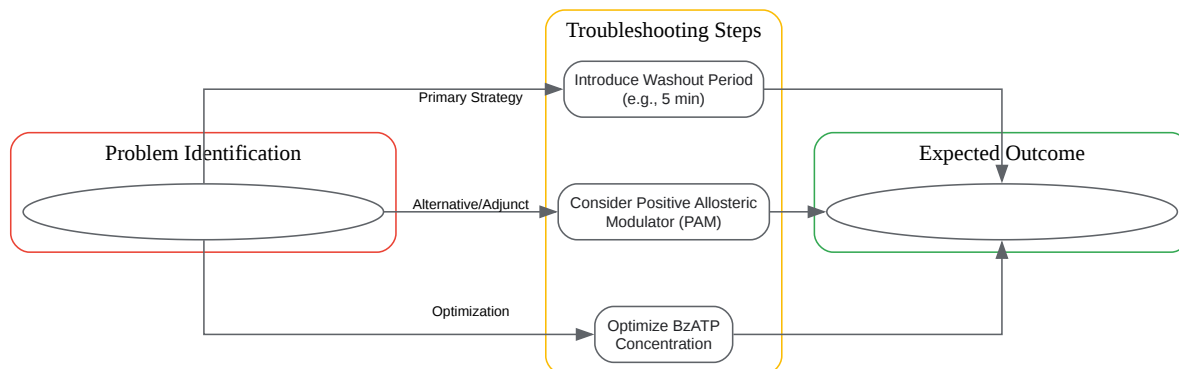 Troubleshooting Steps
Introduce Washout Period
(e.g., 5 min)
Primary Strategy
Problem Identification
Expected Outcome
Alternative/Adjunct
Consider Positive Allosteric
Modulator (PAM)
Optimization
Optimize BzATP
Concentration